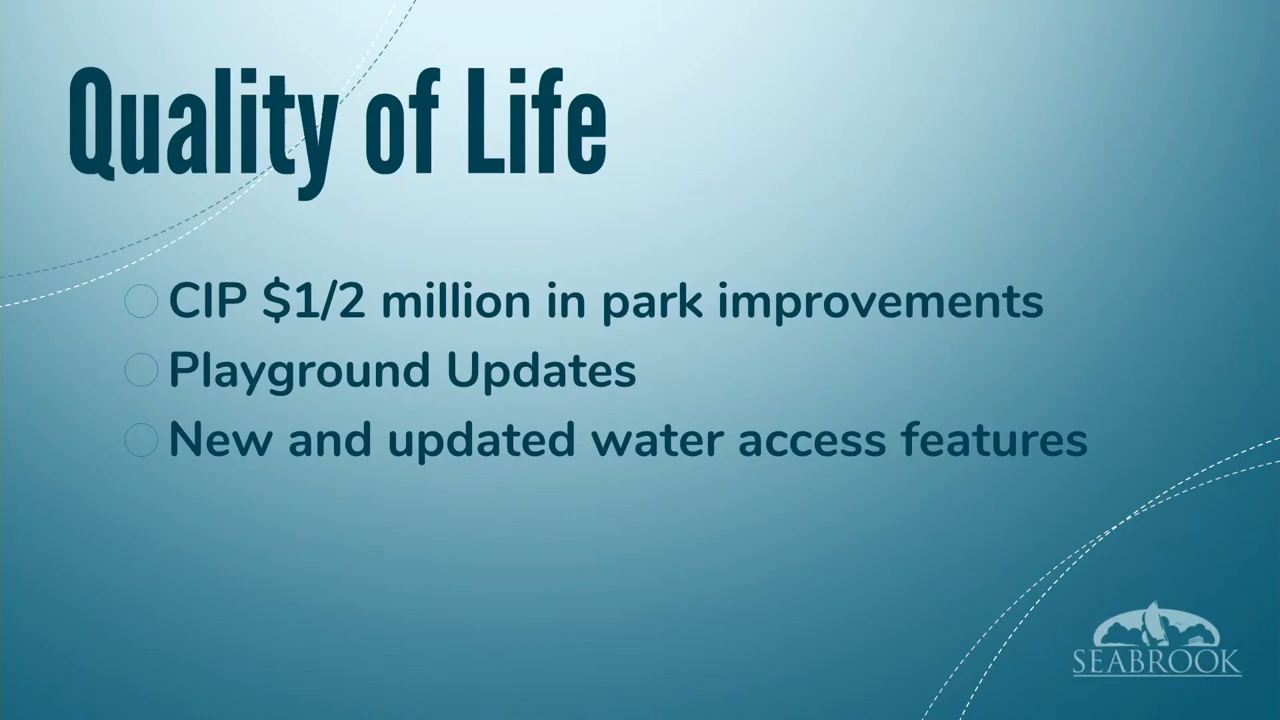 Quality of Life
CIP $1/2 million in park improvements
Playground Updates
New and updated water access features
SEABROOK